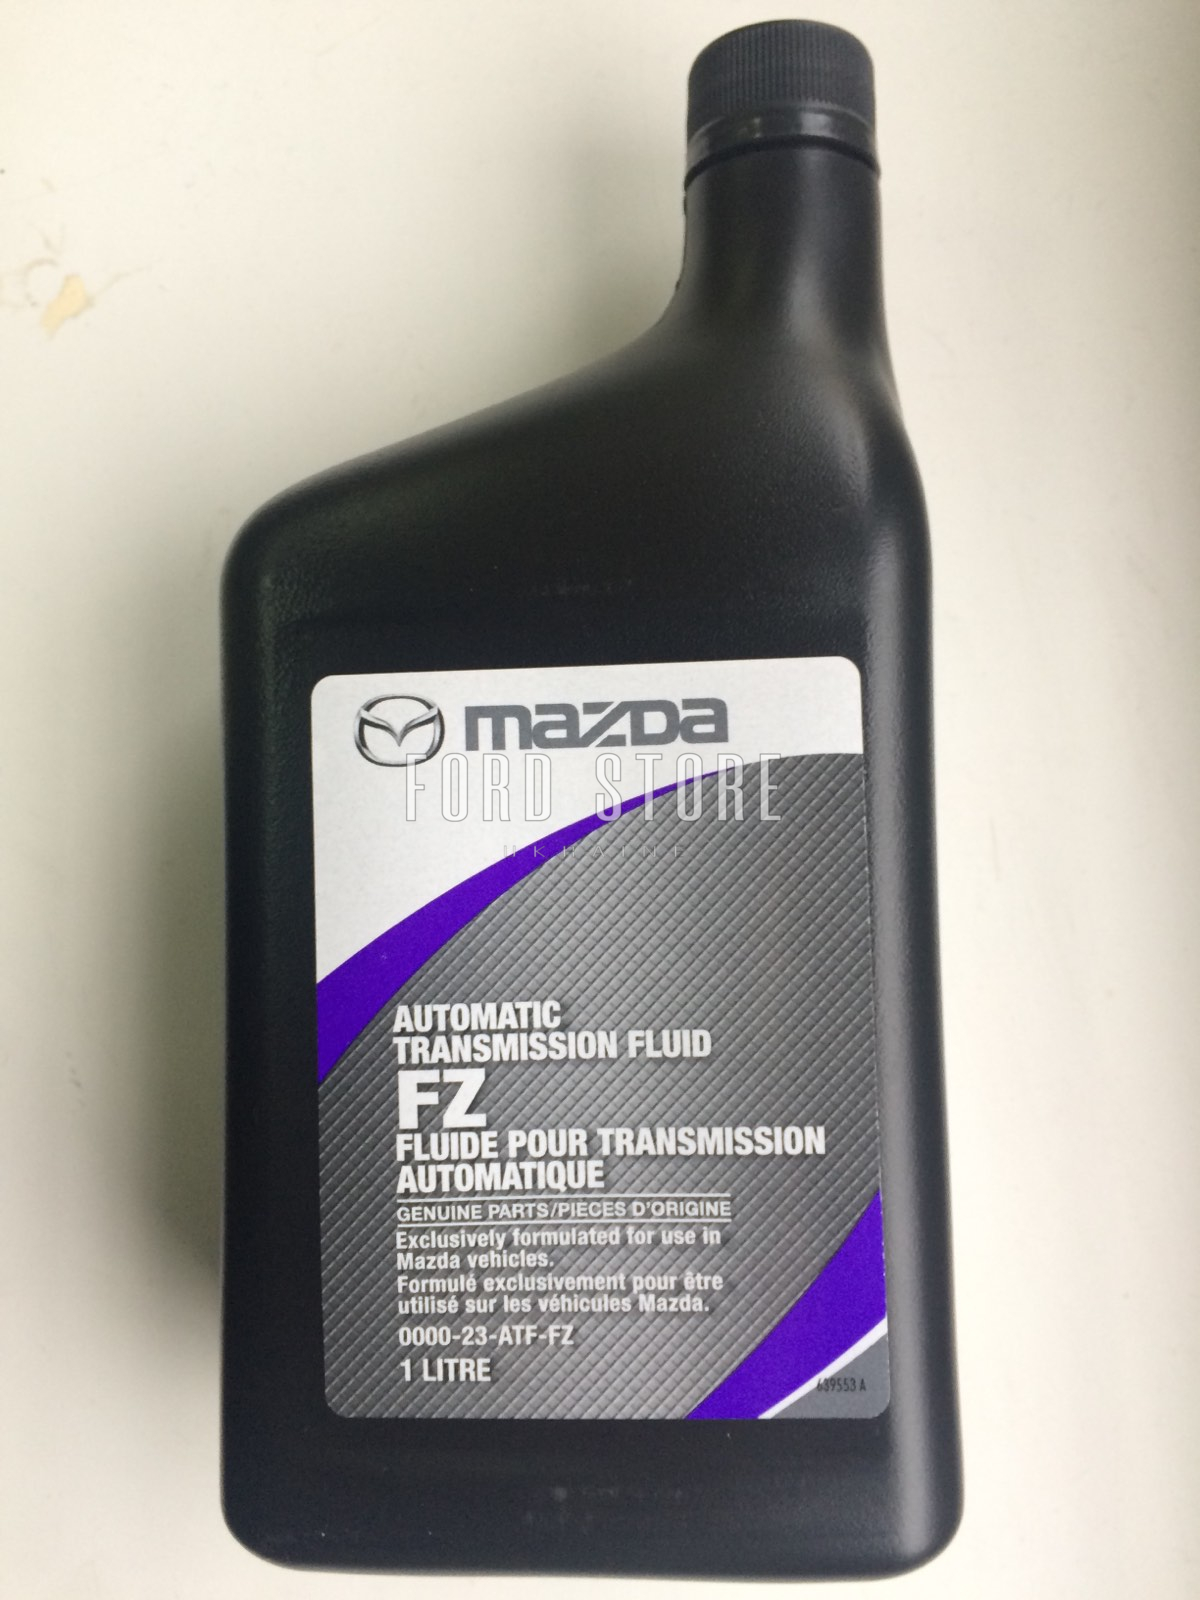 mazda
FORD STORE
UKRAINE
AUTOMATIC
TRANSMISSION FLUID
FZ
FLUIDE POUR TRANSMISSION
AUTOMATIQUE
GENUINE PARTS/PIECES D'ORIGINE
Exclusively formulated for use in
Mazda vehicles.
Formulé exclusivement pour être
utilisé sur les véhicules Mazda.
0000-23-ATF-FZ
1 LITRE
639553 A